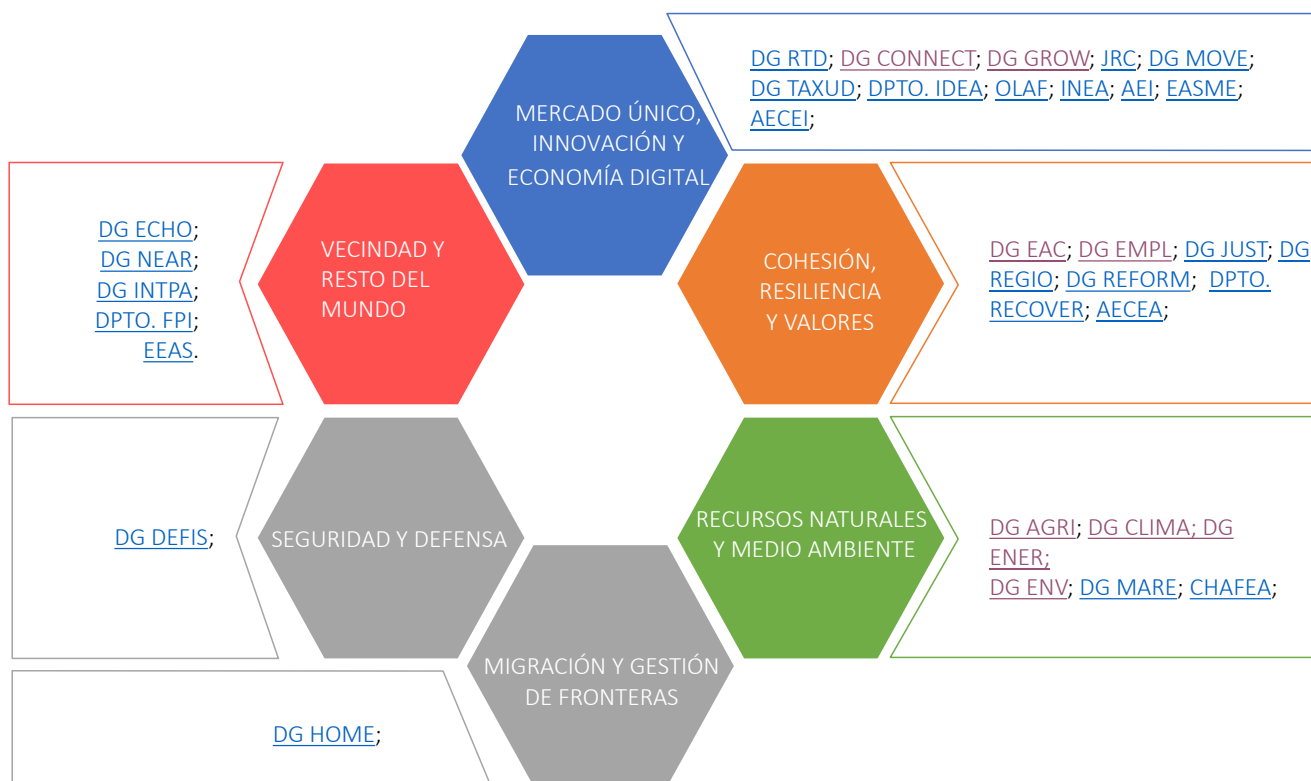 MERCADO ÚNICO,
INNOVACIÓN Y
ECONOMÍA DIGITAL
DG RTD; DG CONNECT; DG GROW; JRC; DG MOVE;
DG TAXUD; DPTO. IDEA; OLAF; INEA; AEI; EASME;
AECEI;
DG ECHO;
DG NEAR;
DG INTPA;
DPTO. FPI;
EEAS.
VECINDAD Y
RESTO DEL
MUNDO
COHESIÓN,
RESILIENCIA
Y VALORES
DG EAC; DG EMPL; DG JUST; DG
REGIO; DG REFORM; DPTO.
RECOVER; AECEA;
DG DEFIS;
SEGURIDAD Y DEFENSA
RECURSOS NATURALES
Y MEDIO AMBIENTE
DG AGRI; DG CLIMA; DG
ENER;
DG ENV; DG MARE; CHAFEA;
MIGRACIÓN Y GESTIÓN
DE FRONTERAS
DG HOME;